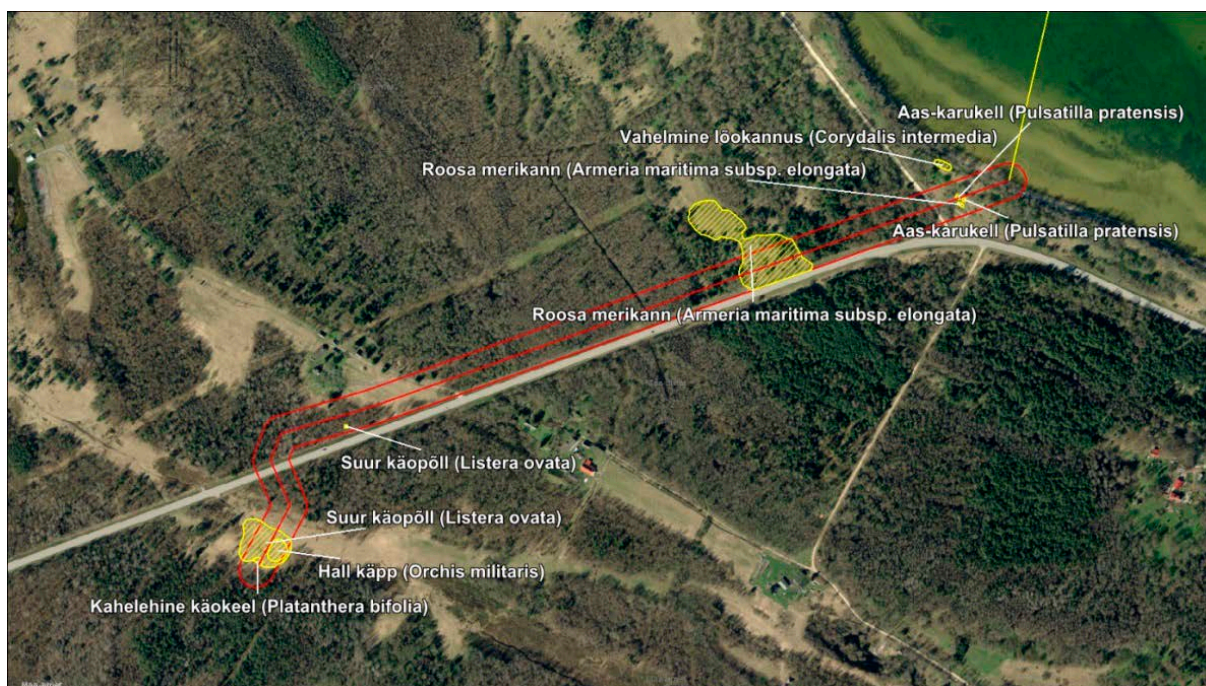 Aas-karukell (Pulsatilla pratensis)
Vahelmine lõokannus (Corydalis intermedia)
Roosa merikann (Armeria maritima subsp. elongata)
Aas-karukell (Pulsatilla pratensis)
Roosa merikann (Armeria maritima subsp. elongata)
Suur käopõll (Listera ovata)
Suur käopõll (Listera ovata)
Hall käpp (Orchis militaris)
Kahelehine käokeel (Platanthera bifolia)